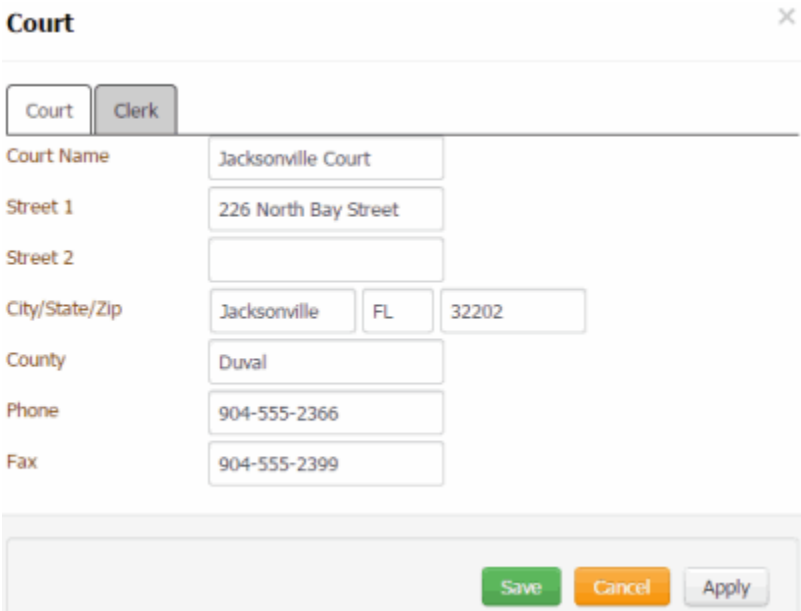 Court
×
Court Clerk
Court Name Jacksonville Court
Street 1 226 North Bay Street
Street 2
City/State/Zip Jacksonville FL 32202
County Duval
Phone 904-555-2366
Fax 904-555-2399
Save Cancel Apply